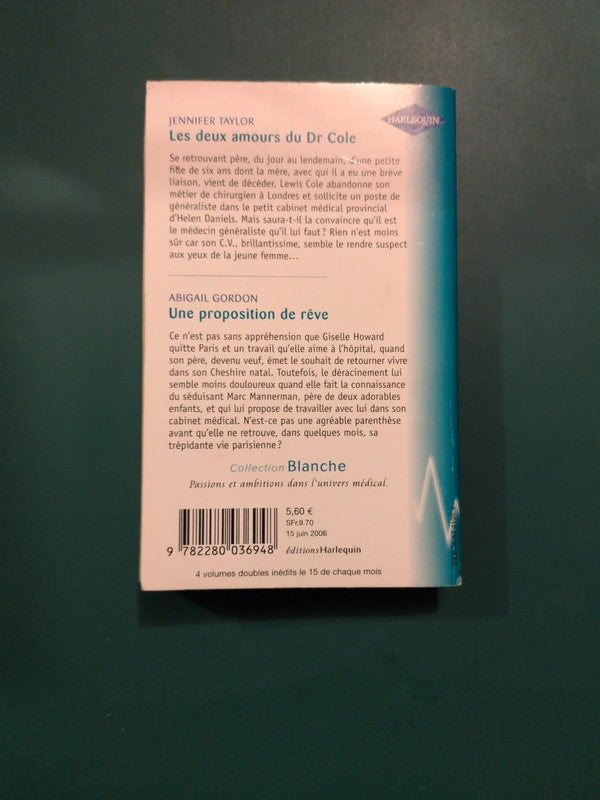 JENNIFER TAYLOR
HARLEQUIN
Les deux amours du Dr Cole
Se retrouvant père, du jour au lendemain, d'une petite
fille de six ans dont la mère, avec qui il a eu une brève
liaison, vient de décéder, Lewis Cole abandonne son
métier de chirurgien à Londres et sollicite un poste de
généraliste dans le petit cabinet médical provincial
d'Helen Daniels. Mais saura-t-il la convaincre qu'il est
le médecin généraliste qu'il lui faut ? Rien n'est moins
sûr car son C.V., brillantissime, semble le rendre suspect
aux yeux de la jeune femme...
ABIGAIL GORDON
Une proposition de rêve
Ce n'est pas sans appréhension que Giselle Howard
quitte Paris et un travail qu'elle aime à l'hôpital, quand
son père, devenu veuf, émet le souhait de retourner vivre
dans son Cheshire natal. Toutefois, le déracinement lui
semble moins douloureux quand elle fait la connaissance
du séduisant Marc Mannerman, père de deux adorables
enfants, et qui lui propose de travailler avec lui dans son
cabinet médical. N'est-ce pas une agréable parenthèse
avant qu'elle ne retrouve, dans quelques mois, sa
trépidante vie parisienne ?
Collection Blanche
Passions et ambitions dans l'univers médical.
5,60 €
SFr.9.70
15 juin 2006
éditionsHarlequin
9 782280 036948
4 volumes doubles inédits le 15 de chaque mois